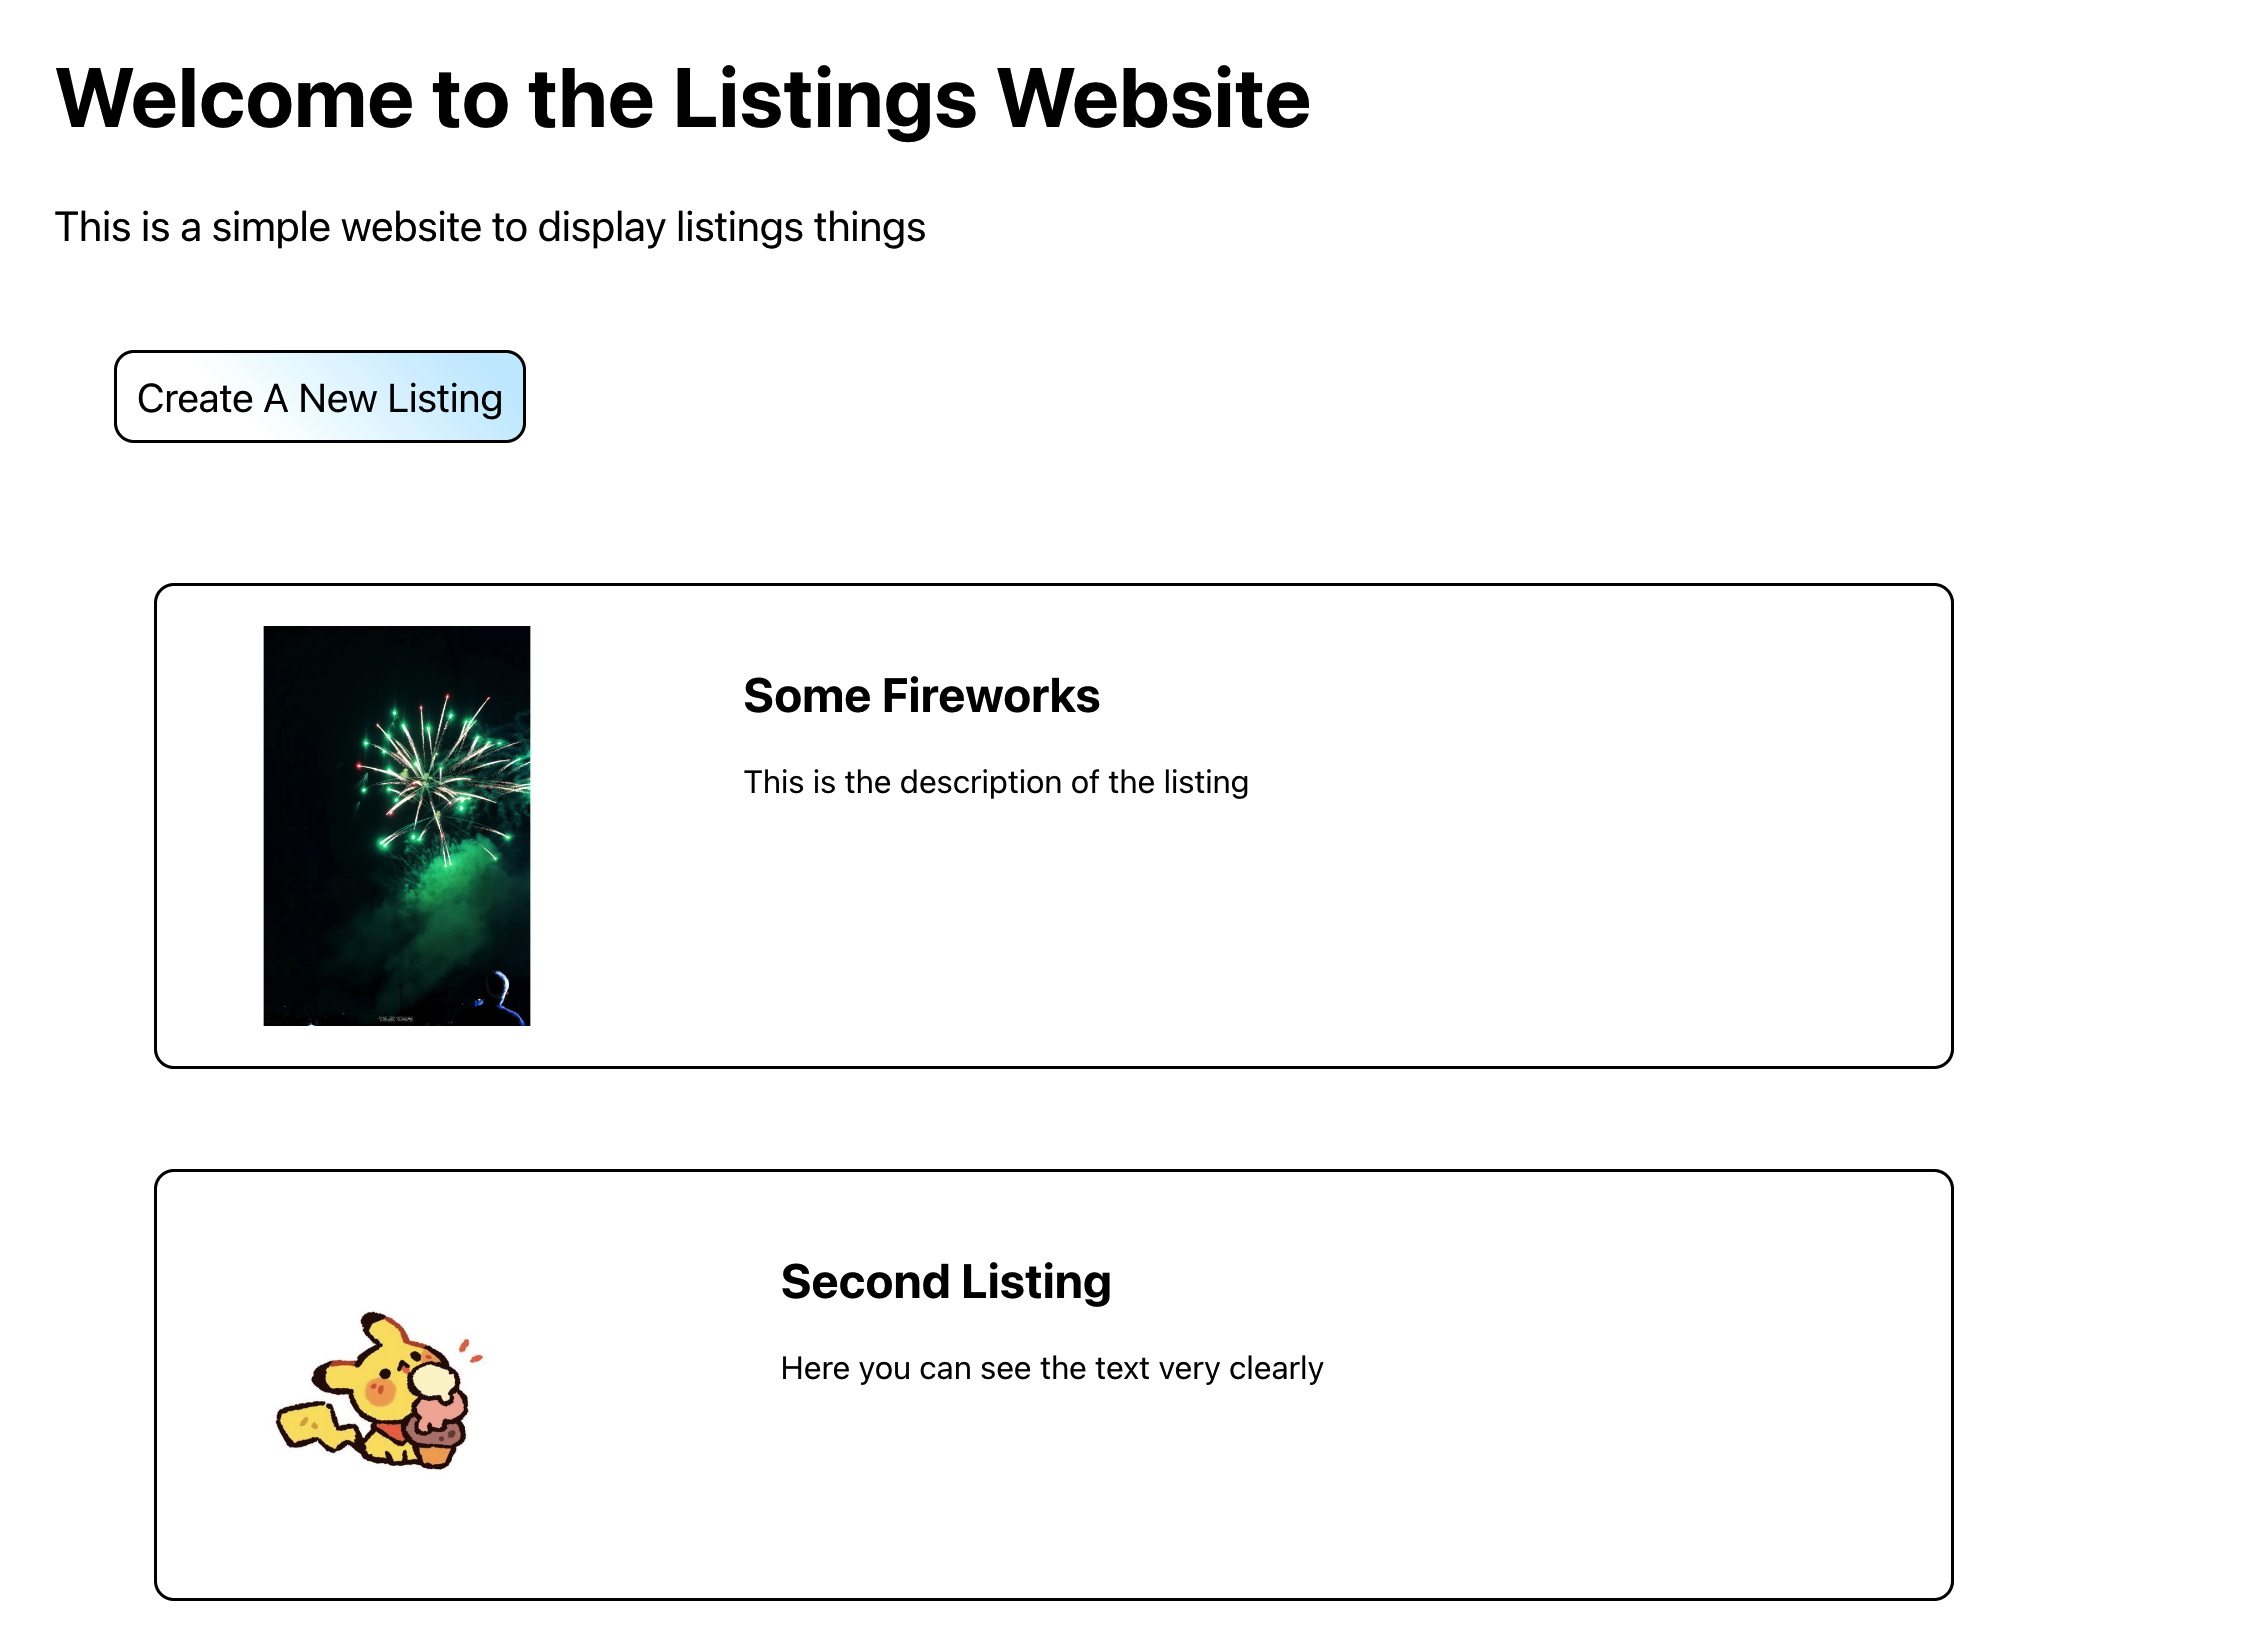 Welcome to the Listings Website
This is a simple website to display listings things
Create A New Listing
Some Fireworks
This is the description of the listing
Second Listing
Here you can see the text very clearly